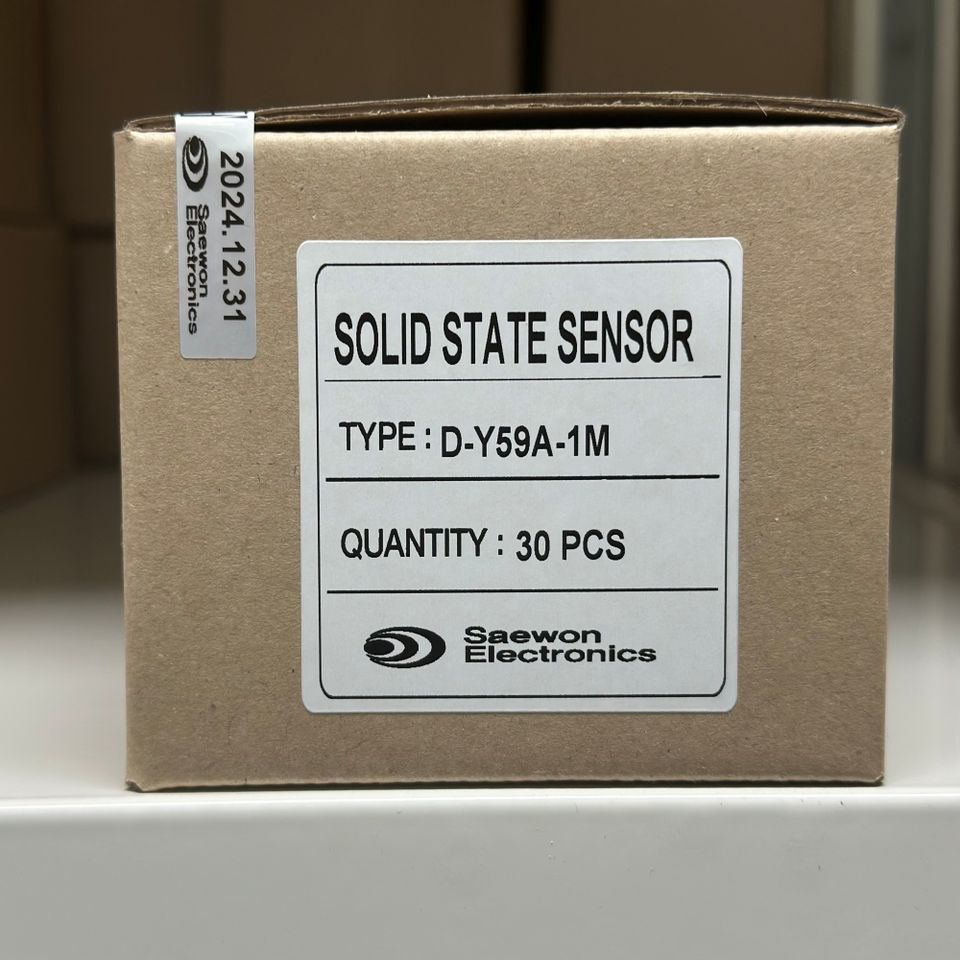 2024.12.31
Saewon
Electronics
SOLID STATE SENSOR
TYPE : D-Y59A-1M
QUANTITY : 30 PCS
Saewon
Electronics